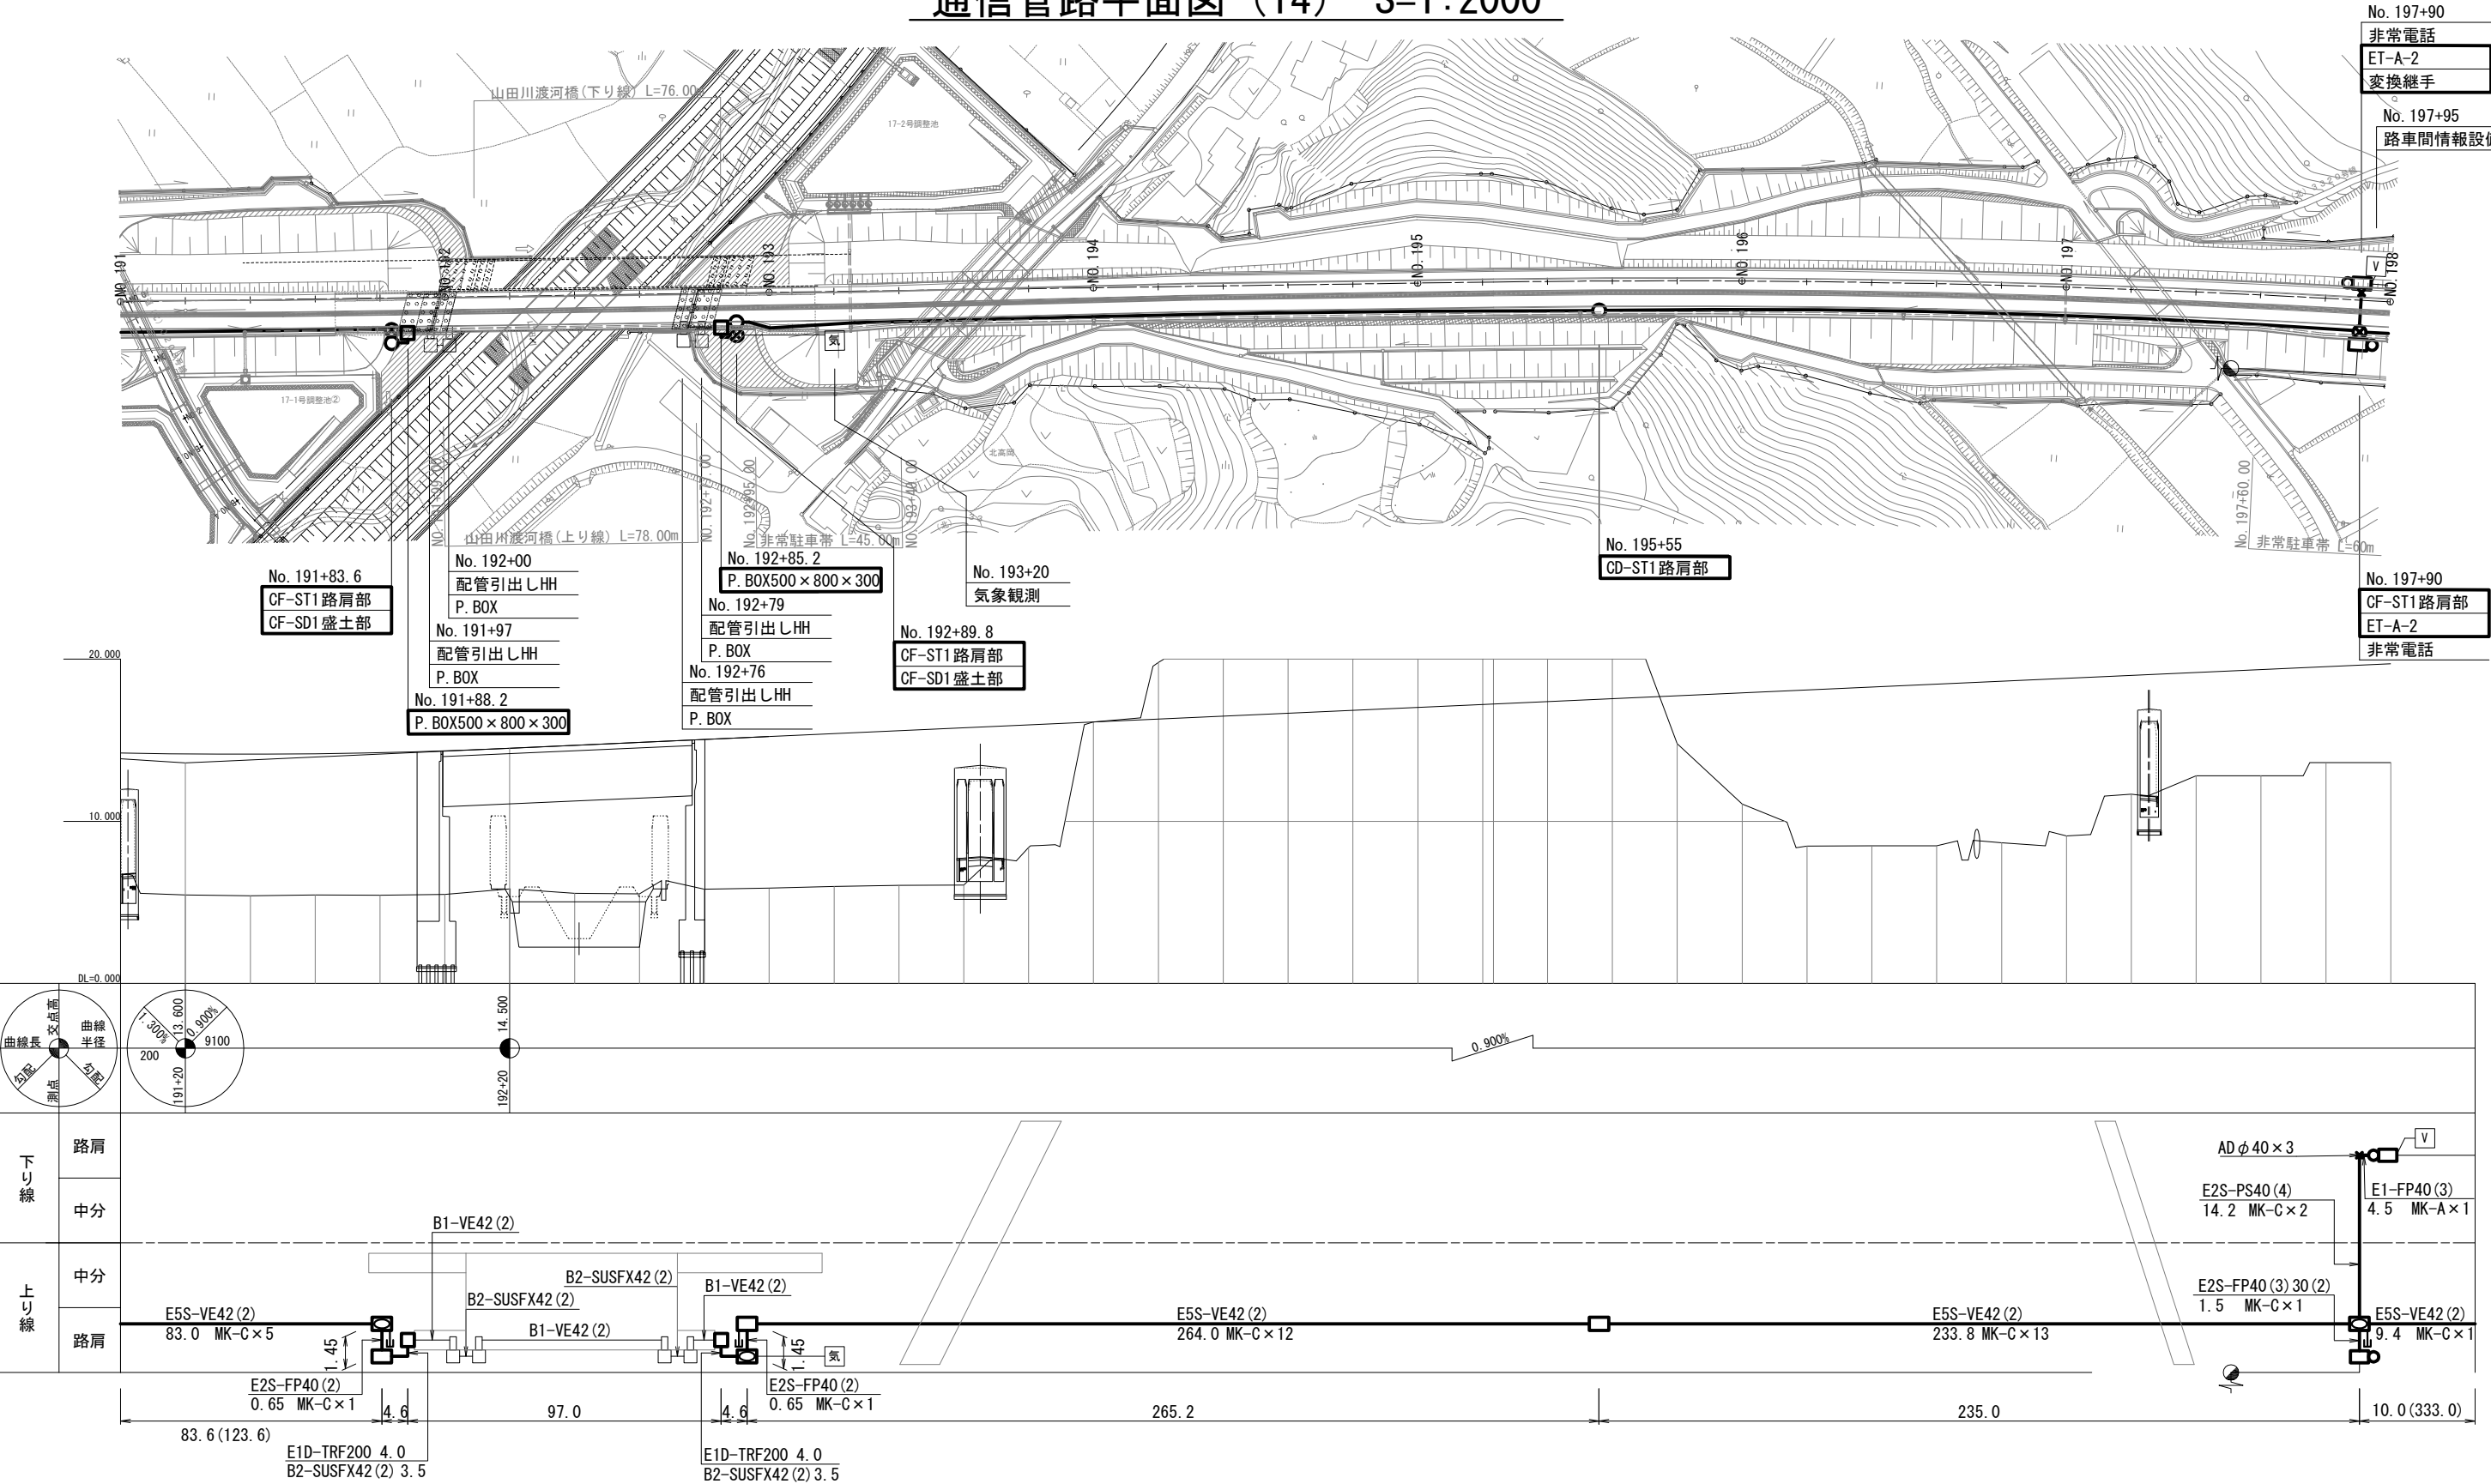 通信管路平面図 (14) S=1:2000
No. 197+90
非常電話
ET-A-2
変換継手
No. 197+95
路車間情報設備
山田川渡河橋(下り線) L=76.00
17-2号調整池
NO. 191
NO. 192
NO. 193
NO. 194
NO. 195
NO. 196
NO. 197
NO. 198
V
気
17-1号調整池②
北高岡
山田川渡河橋(上り線) L=78.00m
NO. 192+77.00
No. 192+95.00
非常駐車帯 L=45.00m
No. 193+40.00
No. 197+60.00
非常駐車帯 L=60m
No. 191+83.6
CF-ST1路肩部
CF-SD1盛土部
No. 192+00
配管引出しHH
P. BOX
No. 191+97
配管引出しHH
P. BOX
No. 191+88.2
P. BOX500×800×300
No. 192+85.2
P. BOX500×800×300
No. 192+79
配管引出しHH
P. BOX
No. 192+76
配管引出しHH
P. BOX
No. 193+20
気象観測
No. 192+89.8
CF-ST1路肩部
CF-SD1盛土部
No. 195+55
CD-ST1路肩部
No. 197+90
CF-ST1路肩部
ET-A-2
非常電話
20.000
10.000
DL=0.000
交点高
曲線長
曲線半径
勾配
測点
勾配
1.300%
13.600
0.900%
200
9100
191+20
14.500
192+20
0.900%
下り線
路肩
中分
上り線
中分
路肩
ADφ40×3
V
E2S-PS40(4)
14.2 MK-C×2
E1-FP40(3)
4.5 MK-A×1
B1-VE42(2)
B2-SUSFX42(2)
B2-SUSFX42(2)
B1-VE42(2)
E2S-FP40(3)30(2)
1.5 MK-C×1
E5S-VE42(2)
83.0 MK-C×5
B1-VE42(2)
E5S-VE42(2)
264.0 MK-C×12
E5S-VE42(2)
233.8 MK-C×13
E5S-VE42(2)
9.4 MK-C×1
1.45
1.45
気
E2S-FP40(2)
0.65 MK-C×1
E2S-FP40(2)
0.65 MK-C×1
4.6
97.0
4.6
265.2
235.0
10.0(333.0)
83.6(123.6)
E1D-TRF200 4.0
B2-SUSFX42(2) 3.5
E1D-TRF200 4.0
B2-SUSFX42(2) 3.5